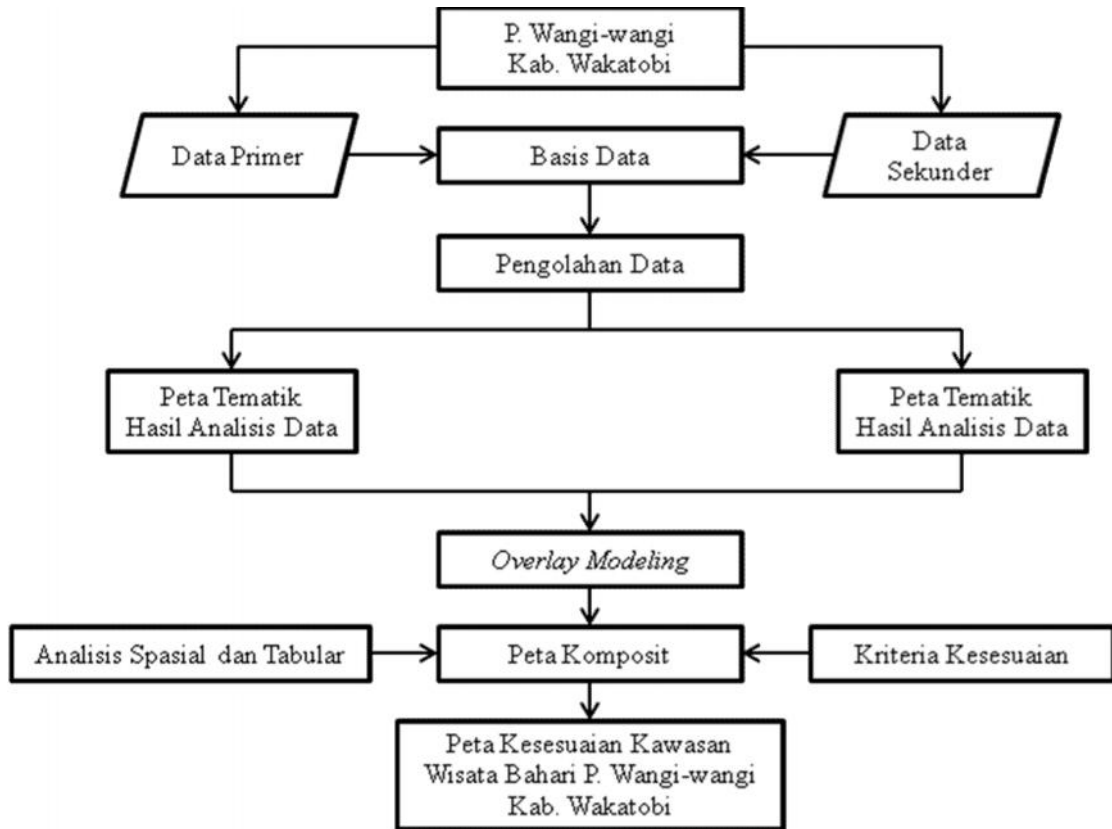 P. Wangi-wangi
Kab. Wakatobi
Data Primer
Basis Data
Data
Sekunder
Pengolahan Data
Peta Tematik
Hasil Analisis Data
Peta Tematik
Hasil Analisis Data
Overlay Modeling
Analisis Spasial dan Tabular
Peta Komposit
Kriteria Kesesuaian
Peta Kesesuaian Kawasan
Wisata Bahari P. Wangi-wangi
Kab. Wakatobi